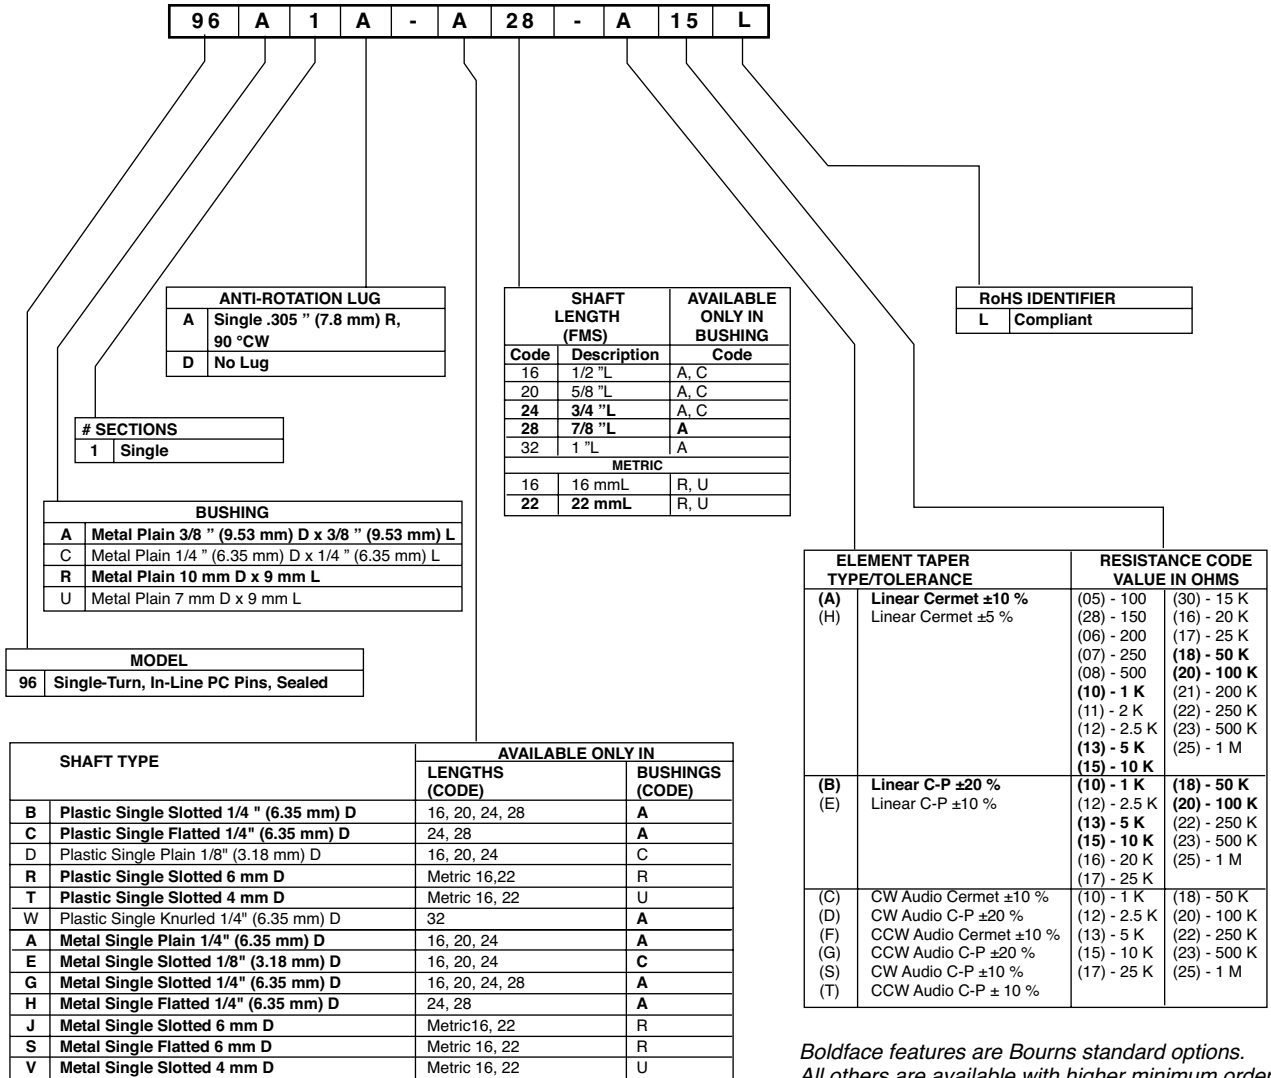 96 A 1 A - A 28 - A 15 L
ANTI-ROTATION LUG
A Single .305 ” (7.8 mm) R,
90 °CW
D No Lug
# SECTIONS
1 Single
BUSHING
A Metal Plain 3/8 ” (9.53 mm) D x 3/8 ” (9.53 mm) L
C Metal Plain 1/4 ” (6.35 mm) D x 1/4 ” (6.35 mm) L
R Metal Plain 10 mm D x 9 mm L
U Metal Plain 7 mm D x 9 mm L
MODEL
96 Single-Turn, In-Line PC Pins, Sealed
SHAFT LENGTH (FMS) AVAILABLE ONLY IN BUSHING
Code Description Code
16 1/2 ”L A, C
20 5/8 ”L A, C
24 3/4 ”L A, C
28 7/8 ”L A
32 1 ”L A
METRIC
16 16 mmL R, U
22 22 mmL R, U
RoHS IDENTIFIER
L Compliant
SHAFT TYPE AVAILABLE ONLY IN
LENGTHS (CODE) BUSHINGS (CODE)
B Plastic Single Slotted 1/4 " (6.35 mm) D 16, 20, 24, 28 A
C Plastic Single Flatted 1/4" (6.35 mm) D 24, 28 A
D Plastic Single Plain 1/8" (3.18 mm) D 16, 20, 24 C
R Plastic Single Slotted 6 mm D Metric 16,22 R
T Plastic Single Slotted 4 mm D Metric 16, 22 U
W Plastic Single Knurled 1/4" (6.35 mm) D 32 A
A Metal Single Plain 1/4" (6.35 mm) D 16, 20, 24 A
E Metal Single Slotted 1/8" (3.18 mm) D 16, 20, 24 C
G Metal Single Slotted 1/4" (6.35 mm) D 16, 20, 24, 28 A
H Metal Single Flatted 1/4" (6.35 mm) D 24, 28 A
J Metal Single Slotted 6 mm D Metric16, 22 R
S Metal Single Flatted 6 mm D Metric 16, 22 R
V Metal Single Slotted 4 mm D Metric 16, 22 U
ELEMENT TAPER RESISTANCE CODE
TYPE/TOLERANCE VALUE IN OHMS
(A) Linear Cermet ±10 % (05) - 100 (30) - 15 K
(H) Linear Cermet ±5 % (28) - 150 (16) - 20 K
(06) - 200 (17) - 25 K
(07) - 250 (18) - 50 K
(08) - 500 (20) - 100 K
(10) - 1 K (21) - 200 K
(11) - 2 K (22) - 250 K
(12) - 2.5 K (23) - 500 K
(13) - 5 K (25) - 1 M
(15) - 10 K
(B) Linear C-P ±20 % (10) - 1 K (18) - 50 K
(E) Linear C-P ±10 % (12) - 2.5 K (20) - 100 K
(13) - 5 K (22) - 250 K
(15) - 10 K (23) - 500 K
(16) - 20 K (25) - 1 M
(17) - 25 K
(C) CW Audio Cermet ±10 % (10) - 1 K (18) - 50 K
(D) CW Audio C-P ±20 % (12) - 2.5 K (20) - 100 K
(F) CCW Audio Cermet ±10 % (13) - 5 K (22) - 250 K
(G) CCW Audio C-P ±20 % (15) - 10 K (23) - 500 K
(S) CW Audio C-P ±10 % (17) - 25 K (25) - 1 M
(T) CCW Audio C-P ± 10 %
Boldface features are Bourns standard options.
All others are available with higher minimum order